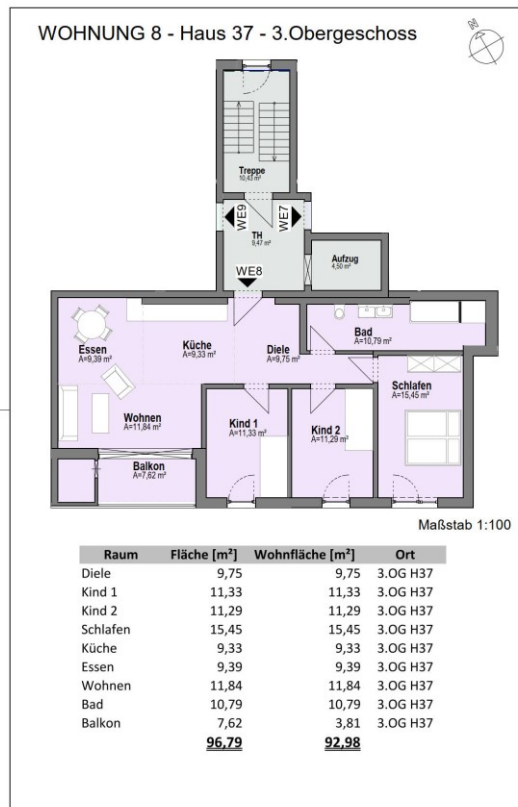 WOHNUNG 8 - Haus 37 - 3.Obergeschoss
N
Treppe
10,43 m²
WE9
WE7
TH
9,47 m²
WE8
Aufzug
4,50 m²
Essen
A=9,39 m²
Küche
A=9,33 m²
Diele
A=9,75 m²
Bad
A=10,79 m²
Schlafen
A=15,45 m²
Wohnen
A=11,84 m²
Kind 1
A=11,33 m²
Kind 2
A=11,29 m²
Balkon
A=7,62 m²
Maßstab 1:100
Raum Fläche [m²] Wohnfläche [m²] Ort
Diele 9,75 9,75 3.OG H37
Kind 1 11,33 11,33 3.OG H37
Kind 2 11,29 11,29 3.OG H37
Schlafen 15,45 15,45 3.OG H37
Küche 9,33 9,33 3.OG H37
Essen 9,39 9,39 3.OG H37
Wohnen 11,84 11,84 3.OG H37
Bad 10,79 10,79 3.OG H37
Balkon 7,62 3,81 3.OG H37
96,79 92,98